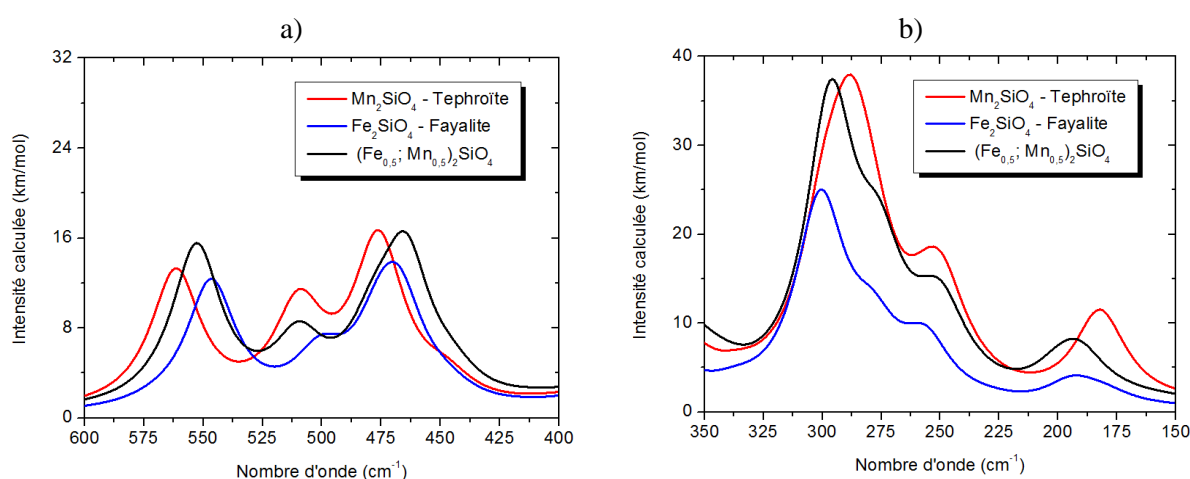 a)
32
24
16
8
0
Intensité calculée (km/mol)
Mn₂SiO₄ - Tephroïte
Fe₂SiO₄ - Fayalite
(Fe₀,₅; Mn₀,₅)₂SiO₄
600 575 550 525 500 475 450 425 400
Nombre d'onde (cm⁻¹)
b)
40
30
20
10
0
Intensité calculée (km/mol)
Mn₂SiO₄ - Tephroïte
Fe₂SiO₄ - Fayalite
(Fe₀,₅; Mn₀,₅)₂SiO₄
350 325 300 275 250 225 200 175 150
Nombre d'onde (cm⁻¹)